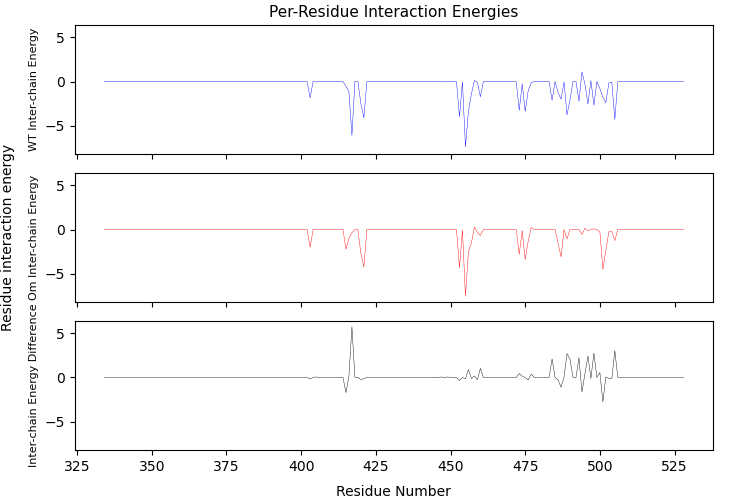 Per-Residue Interaction Energies
Residue interaction energy
WT Inter-chain Energy
5
0
−5
Om Inter-chain Energy
5
0
−5
Inter-chain Energy Difference
5
0
−5
325 350 375 400 425 450 475 500 525
Residue Number